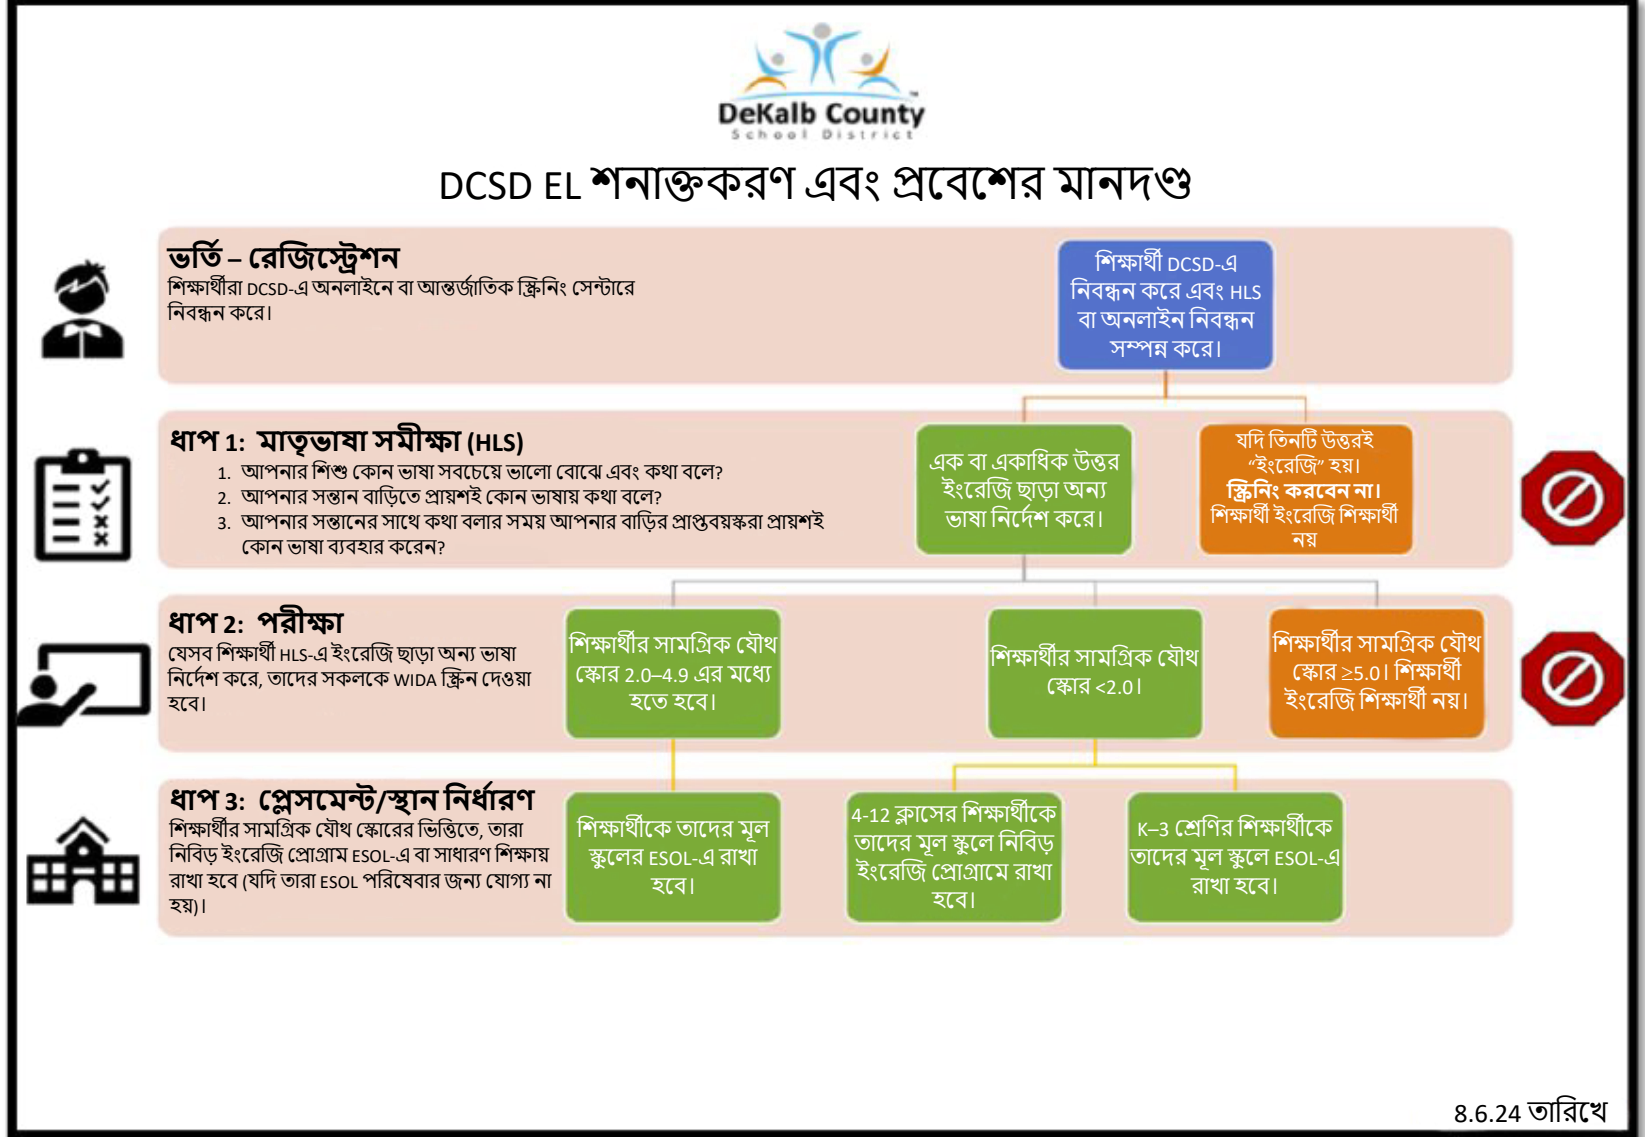 DeKalb County
School District
DCSD EL শনাক্তকরণ এবং প্রবেশের মানদণ্ড
ভর্তি – রেজিস্ট্রেশন
শিক্ষার্থীরা DCSD-এ অনলাইনে বা আন্তর্জাতিক স্ক্রিনিং সেন্টারে
নিবন্ধন করে।
শিক্ষার্থী DCSD-এ
নিবন্ধন করে এবং HLS
বা অনলাইন নিবন্ধন
সম্পন্ন করে।
ধাপ 1: মাতৃভাষা সমীক্ষা (HLS)
1. আপনার শিশু কোন ভাষা সবচেয়ে ভালো বোঝে এবং কথা বলে?
2. আপনার সন্তান বাড়িতে প্রায়শই কোন ভাষায় কথা বলে?
3. আপনার সন্তানের সাথে কথা বলার সময় আপনার বাড়ির প্রাপ্তবয়স্করা প্রায়শই
কোন ভাষা ব্যবহার করেন?
এক বা একাধিক উত্তর
ইংরেজি ছাড়া অন্য
ভাষা নির্দেশ করে।
যদি তিনটি উত্তরই
“ইংরেজি” হয়।
স্ক্রিনিং করবেন না।
শিক্ষার্থী ইংরেজি শিক্ষার্থী
নয়
ধাপ 2: পরীক্ষা
যেসব শিক্ষার্থী HLS-এ ইংরেজি ছাড়া অন্য ভাষা
নির্দেশ করে, তাদের সকলকে WIDA স্ক্রিন দেওয়া
হবে।
শিক্ষার্থীর সামগ্রিক যৌথ
স্কোর 2.0–4.9 এর মধ্যে
হতে হবে।
শিক্ষার্থীর সামগ্রিক যৌথ
স্কোর <2.0।
শিক্ষার্থীর সামগ্রিক যৌথ
স্কোর ≥5.0। শিক্ষার্থী
ইংরেজি শিক্ষার্থী নয়।
ধাপ 3: প্লেসমেন্ট/স্থান নির্ধারণ
শিক্ষার্থীর সামগ্রিক যৌথ স্কোরের ভিত্তিতে, তারা
নিবিড় ইংরেজি প্রোগ্রাম ESOL-এ বা সাধারণ শিক্ষায়
রাখা হবে (যদি তারা ESOL পরিষেবার জন্য যোগ্য না
হয়)।
শিক্ষার্থীকে তাদের মূল
স্কুলের ESOL-এ রাখা
হবে।
4-12 ক্লাসের শিক্ষার্থীকে
তাদের মূল স্কুলে নিবিড়
ইংরেজি প্রোগ্রামে রাখা
হবে।
K–3 শ্রেণির শিক্ষার্থীকে
তাদের মূল স্কুলে ESOL-এ
রাখা হবে।
8.6.24 তারিখে